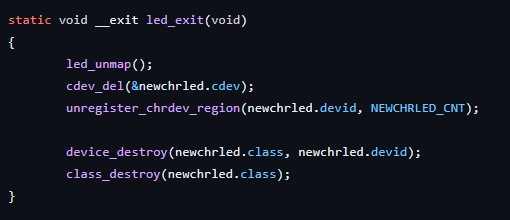 static void __exit led_exit(void)
{
        led_unmap();
        cdev_del(&newchrled.cdev);
        unregister_chrdev_region(newchrled.devid, NEWCHRLED_CNT);

        device_destroy(newchrled.class, newchrled.devid);
        class_destroy(newchrled.class);
}